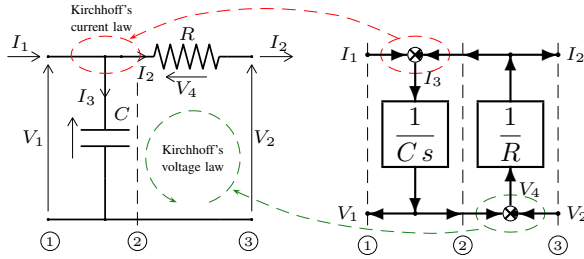 Kirchhoff's
current law
R
I1
I2
I2
V4
I3
C
V1
V2
Kirchhoff's
voltage law
1
2
3
I1
I2
I3
1
C s
1
R
V4
V1
V2
1
2
3